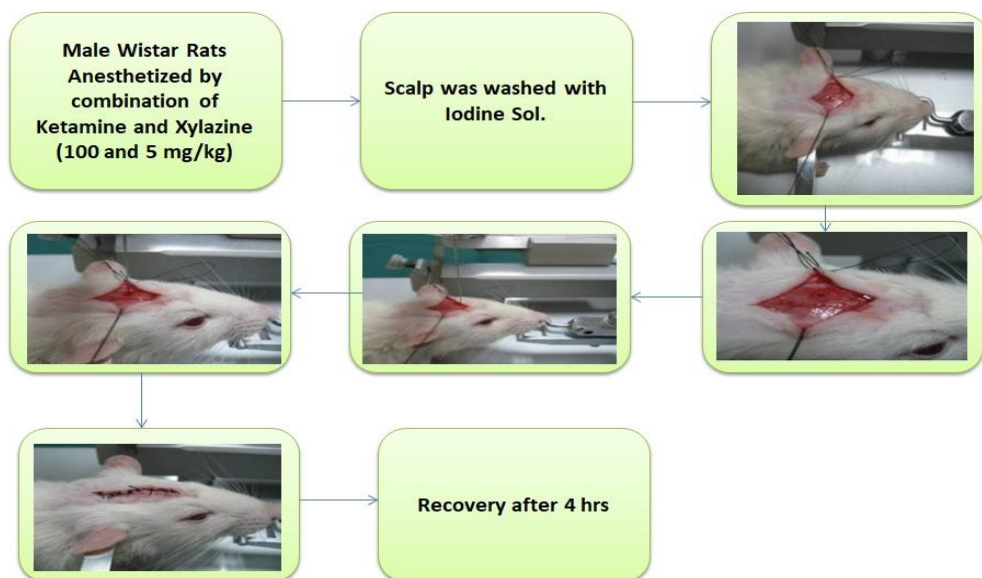 Male Wistar Rats
Anesthetized by
combination of
Ketamine and Xylazine
(100 and 5 mg/kg)
Scalp was washed with
Iodine Sol.
Recovery after 4 hrs